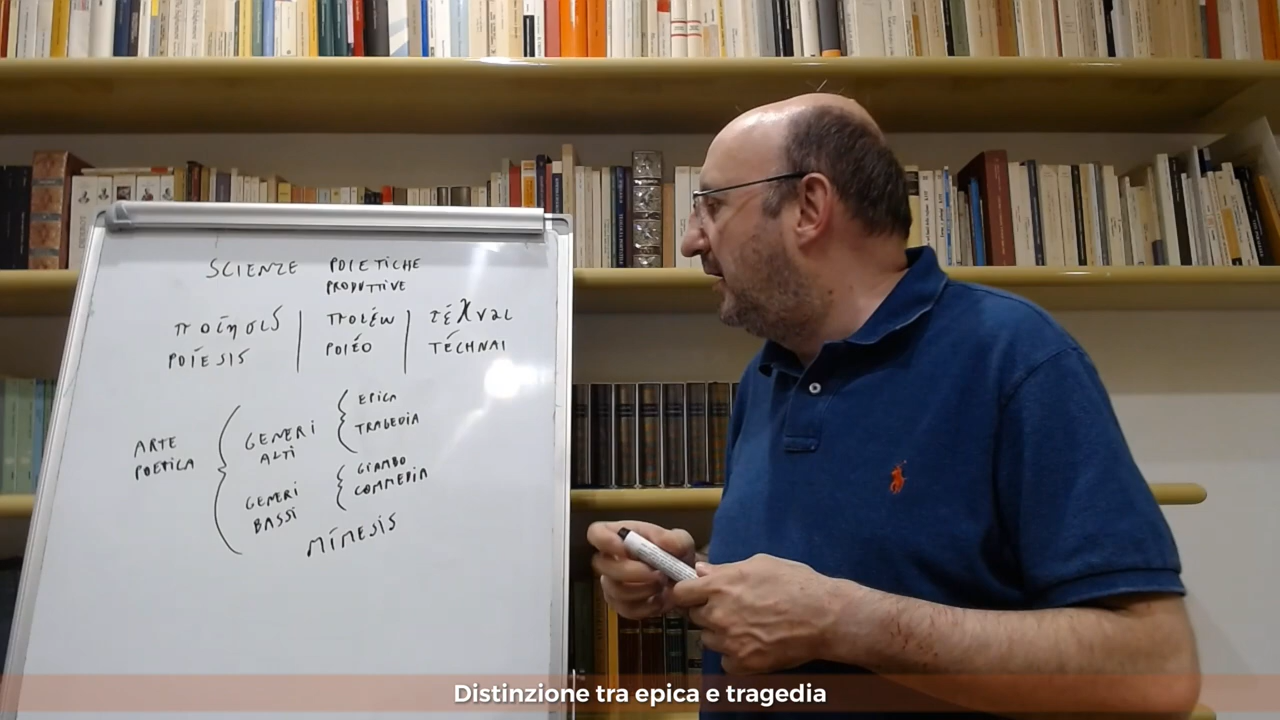 SCIENZE POIETICHE
PRODUTTIVE
ποίησις | ποιέω | τέχναι
POÍESIS | POIÉO | TÉCHNAI
ARTE
POETICA
GENERI
ALTI
EPICA
TRAGEDIA
GENERI
BASSI
GIAMBO
COMMEDIA
MÍMESIS
Distinzione tra epica e tragedia